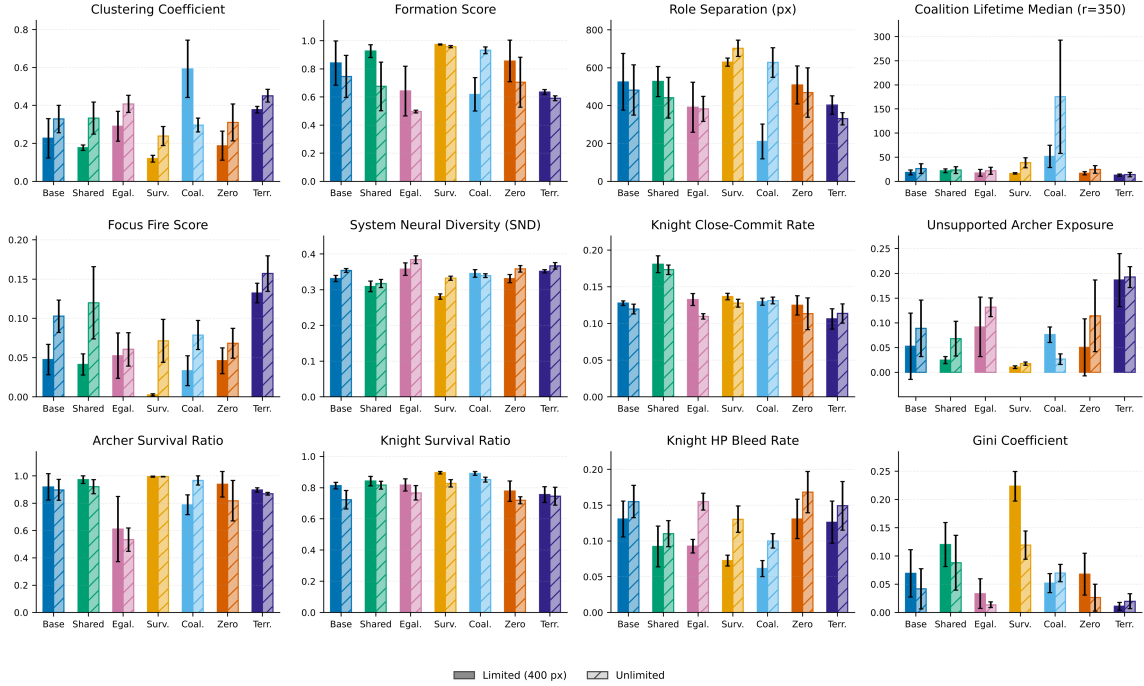 Clustering Coefficient
0.8
0.6
0.4
0.2
0.0
Base Shared Egal. Surv. Coal. Zero Terr.
Formation Score
1.0
0.8
0.6
0.4
0.2
0.0
Base Shared Egal. Surv. Coal. Zero Terr.
Role Separation (px)
800
600
400
200
0
Base Shared Egal. Surv. Coal. Zero Terr.
Coalition Lifetime Median (r=350)
300
250
200
150
100
50
0
Base Shared Egal. Surv. Coal. Zero Terr.
Focus Fire Score
0.20
0.15
0.10
0.05
0.00
Base Shared Egal. Surv. Coal. Zero Terr.
System Neural Diversity (SND)
0.4
0.3
0.2
0.1
0.0
Base Shared Egal. Surv. Coal. Zero Terr.
Knight Close-Commit Rate
0.20
0.15
0.10
0.05
0.00
Base Shared Egal. Surv. Coal. Zero Terr.
Unsupported Archer Exposure
0.25
0.20
0.15
0.10
0.05
0.00
Base Shared Egal. Surv. Coal. Zero Terr.
Archer Survival Ratio
1.0
0.8
0.6
0.4
0.2
0.0
Base Shared Egal. Surv. Coal. Zero Terr.
Knight Survival Ratio
1.0
0.8
0.6
0.4
0.2
0.0
Base Shared Egal. Surv. Coal. Zero Terr.
Knight HP Bleed Rate
0.20
0.15
0.10
0.05
0.00
Base Shared Egal. Surv. Coal. Zero Terr.
Gini Coefficient
0.25
0.20
0.15
0.10
0.05
0.00
Base Shared Egal. Surv. Coal. Zero Terr.
Limited (400 px) Unlimited